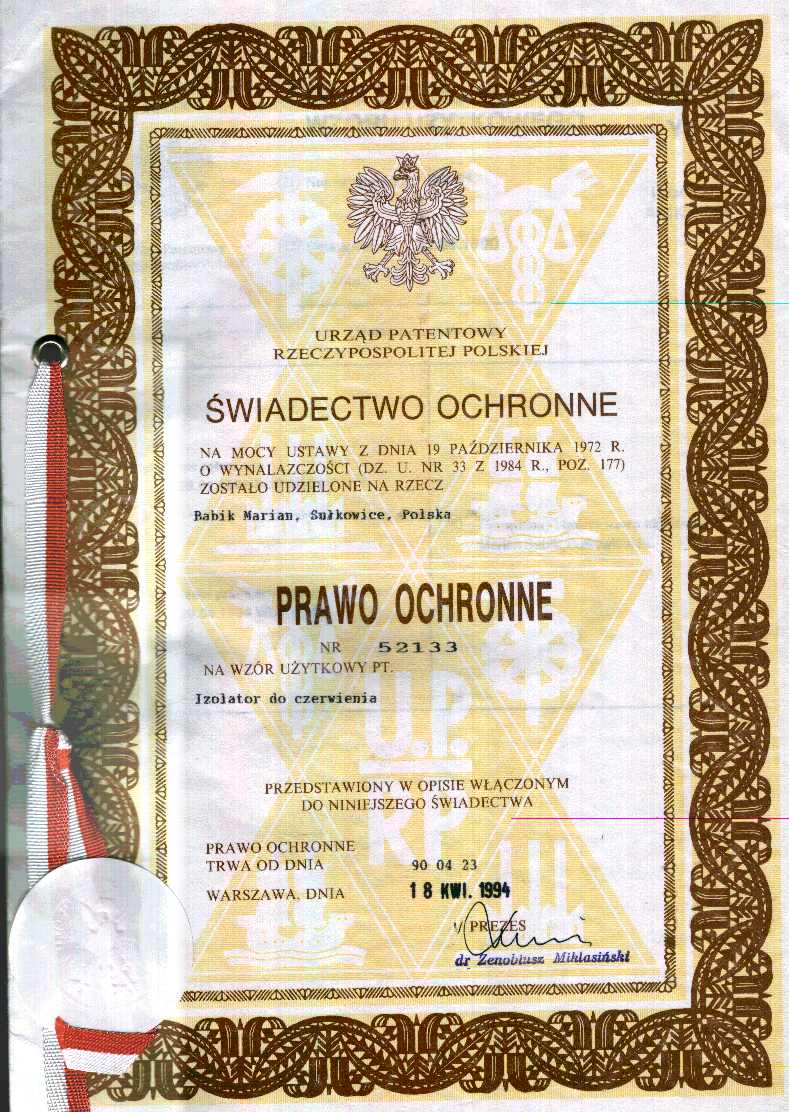 URZĄD PATENTOWY
RZECZYPOSPOLITEJ POLSKIEJ
ŚWIADECTWO OCHRONNE
NA MOCY USTAWY Z DNIA 19 PAŹDZIERNIKA 1972 R.
O WYNALAZCZOŚCI (DZ. U. NR 33 Z 1984 R., POZ. 177)
ZOSTAŁO UDZIELONE NA RZECZ
Babik Marian, Sułkowice, Polska
PRAWO OCHRONNE
NR 52133
NA WZÓR UŻYTKOWY PT.
Izolator do czerwienia
U.P.
RP
PRZEDSTAWIONY W OPISIE WŁĄCZONYM
DO NINIEJSZEGO ŚWIADECTWA
PRAWO OCHRONNE
TRWA OD DNIA 90 04 23
WARSZAWA, DNIA 18 KWI. 1994
PREZES
dr Zenobiusz Miklasiński